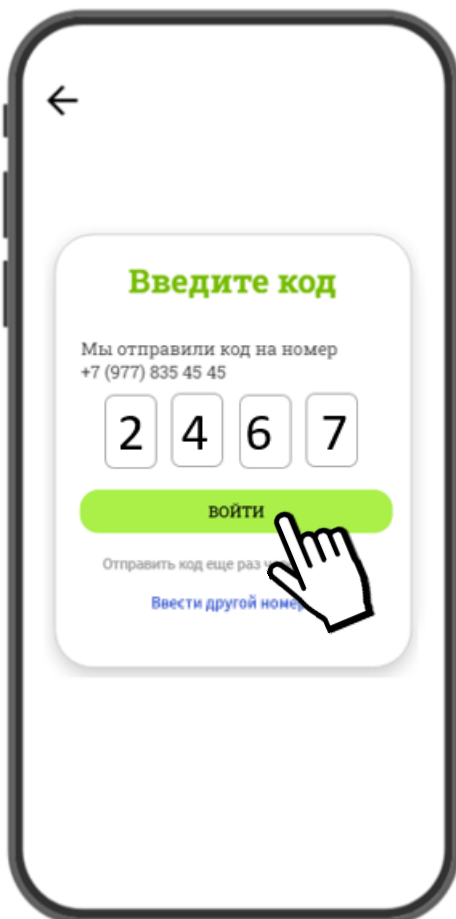 Введите код
Мы отправили код на номер
+7 (977) 835 45 45
2 4 6 7
ВОЙТИ
Отправить код еще раз
Ввести другой номер